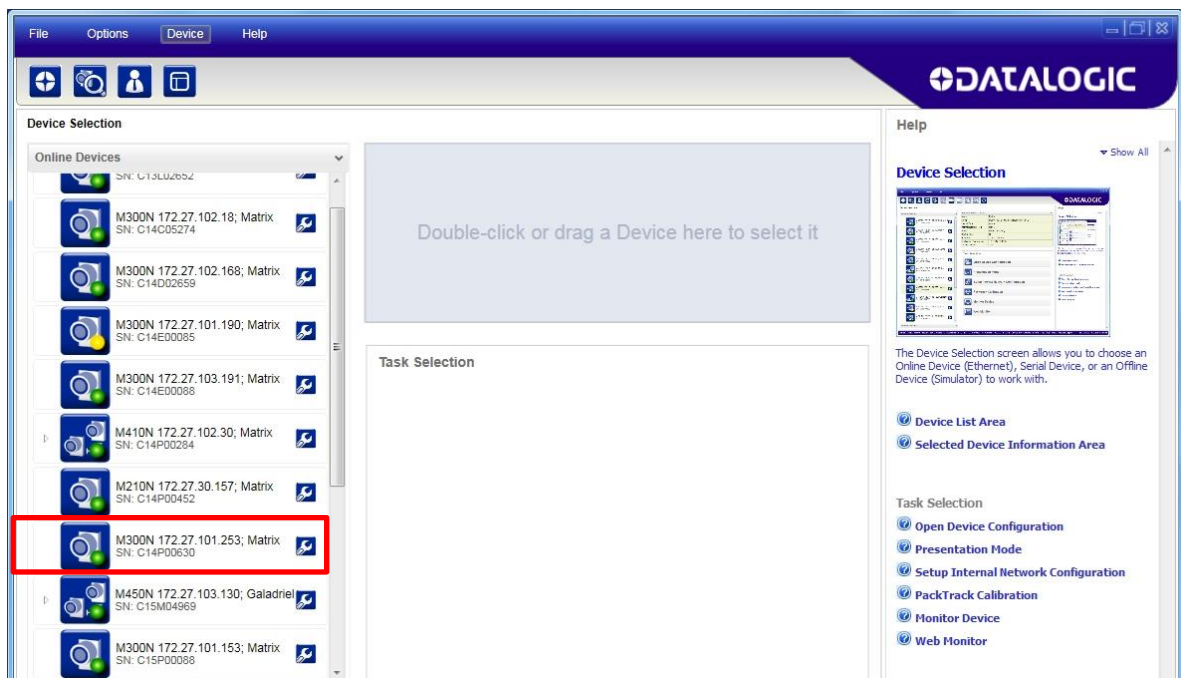 File Options Device Help
DATALOGIC
Device Selection
Online Devices
SN: C13L02652
M300N 172.27.102.18; Matrix
SN: C14C05274
M300N 172.27.102.168; Matrix
SN: C14D02659
M300N 172.27.101.190; Matrix
SN: C14E00085
M300N 172.27.103.191; Matrix
SN: C14E00088
M410N 172.27.102.30; Matrix
SN: C14P00284
M210N 172.27.30.157; Matrix
SN: C14P00452
M300N 172.27.101.253; Matrix
SN: C14P00630
M450N 172.27.103.130; Galadriel
SN: C15M04969
M300N 172.27.101.153; Matrix
SN: C15P00088
Double-click or drag a Device here to select it
Task Selection
Help
Show All
Device Selection
DATALOGIC
The Device Selection screen allows you to choose an
Online Device (Ethernet), Serial Device, or an Offline
Device (Simulator) to work with.
Device List Area
Selected Device Information Area
Task Selection
Open Device Configuration
Presentation Mode
Setup Internal Network Configuration
PackTrack Calibration
Monitor Device
Web Monitor